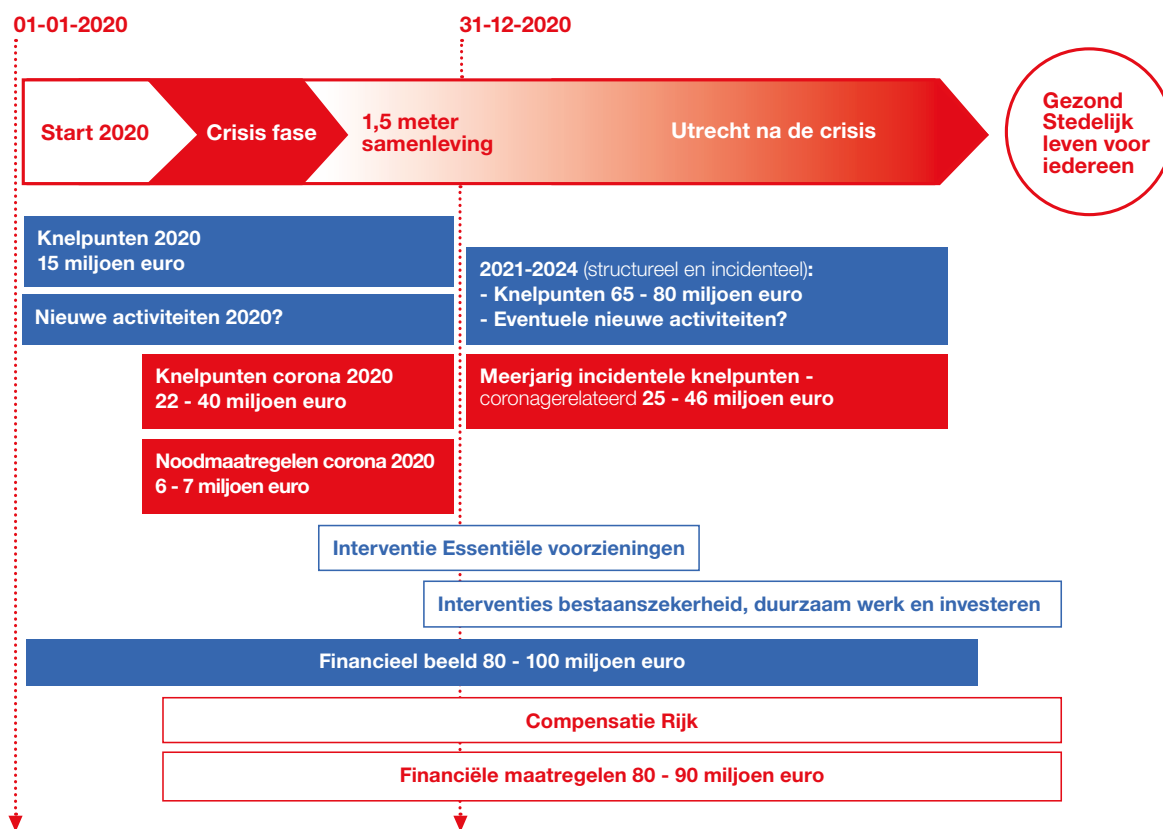 01-01-2020
31-12-2020
Start 2020
Crisis fase
1,5 meter
samenleving
Utrecht na de crisis
Gezond
Stedelijk
leven voor
iedereen
Knelpunten 2020
15 miljoen euro
Nieuwe activiteiten 2020?
2021-2024 (structureel en incidenteel):
- Knelpunten 65 - 80 miljoen euro
- Eventuele nieuwe activiteiten?
Knelpunten corona 2020
22 - 40 miljoen euro
Meerjarig incidentele knelpunten -
coronagerelateerd 25 - 46 miljoen euro
Noodmaatregelen corona 2020
6 - 7 miljoen euro
Interventie Essentiële voorzieningen
Interventies bestaanszekerheid, duurzaam werk en investeren
Financieel beeld 80 - 100 miljoen euro
Compensatie Rijk
Financiële maatregelen 80 - 90 miljoen euro